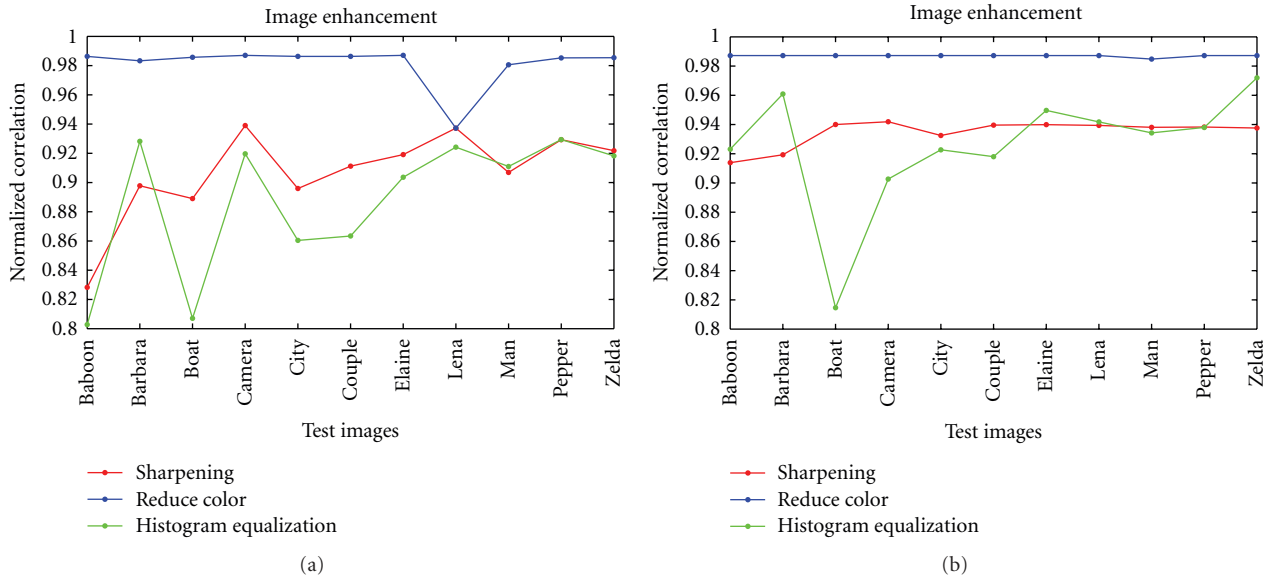 Image enhancement
1
0.98
0.96
0.94
0.92
0.9
0.88
0.86
0.84
0.82
0.8
Normalized correlation
Baboon
Barbara
Boat
Camera
City
Couple
Elaine
Lena
Man
Pepper
Zelda
Test images
Sharpening
Reduce color
Histogram equalization
(a)
Image enhancement
1
0.98
0.96
0.94
0.92
0.9
0.88
0.86
0.84
0.82
0.8
Normalized correlation
Baboon
Barbara
Boat
Camera
City
Couple
Elaine
Lena
Man
Pepper
Zelda
Test images
Sharpening
Reduce color
Histogram equalization
(b)